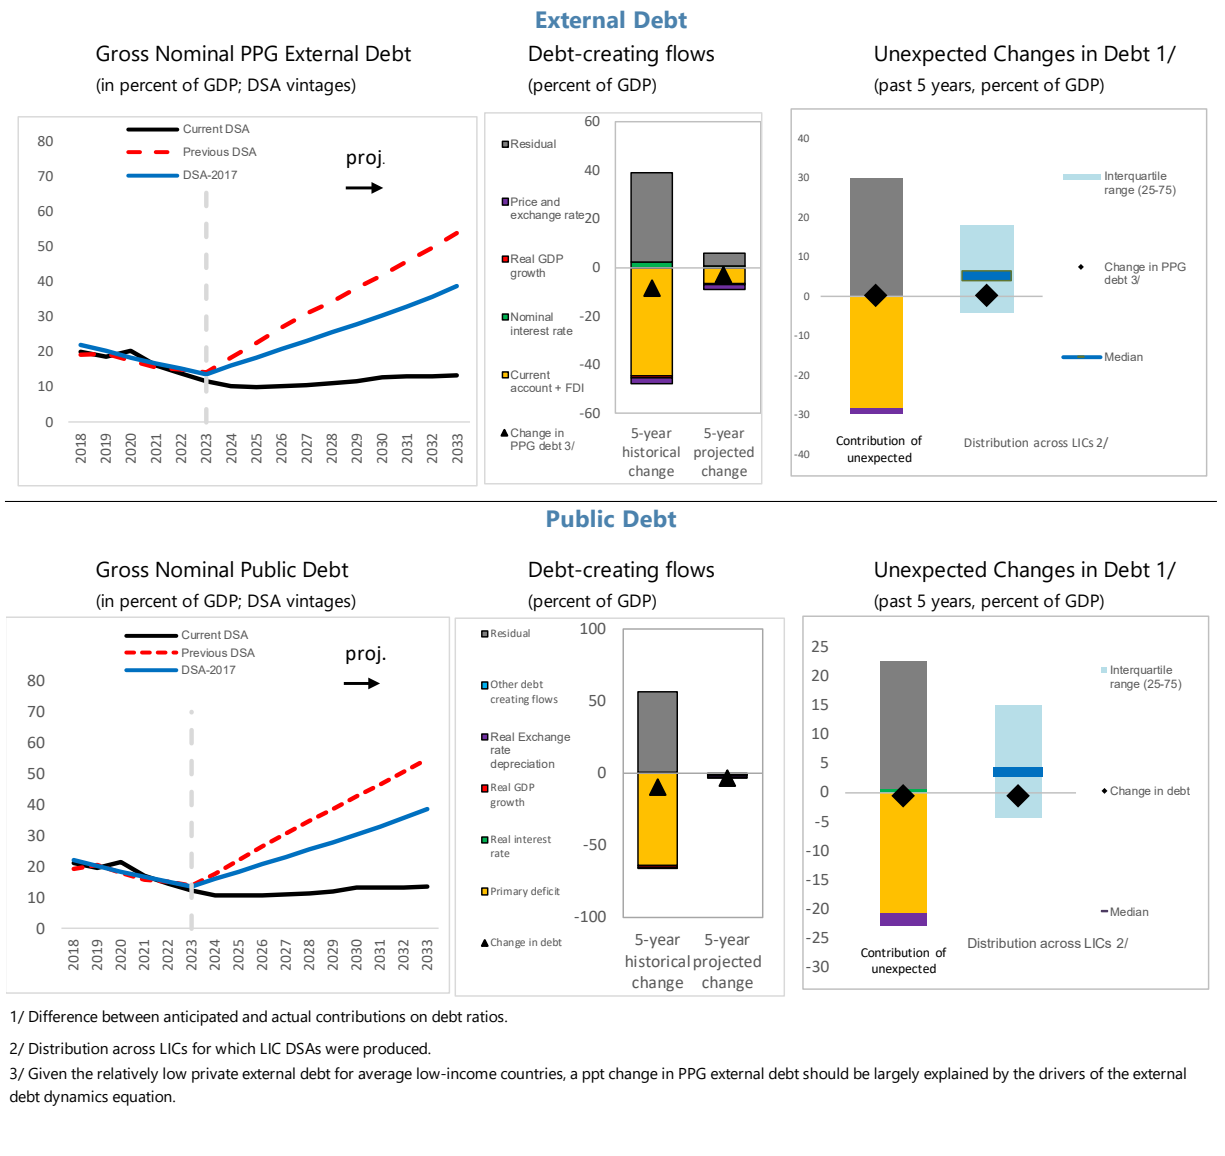 External Debt
Gross Nominal PPG External Debt
(in percent of GDP; DSA vintages)
Debt-creating flows
(percent of GDP)
Unexpected Changes in Debt 1/
(past 5 years, percent of GDP)
Current DSA
Previous DSA
DSA-2017
proj.
80
70
60
50
40
30
20
10
0
2018
2019
2020
2021
2022
2023
2024
2025
2026
2027
2028
2029
2030
2031
2032
2033
Residual
Price and
exchange rate
Real GDP
growth
Nominal
interest rate
Current
account + FDI
Change in
PPG debt 3/
60
40
20
0
-20
-40
-60
5-year
historical
change
5-year
projected
change
40
30
20
10
0
-10
-20
-30
-40
Contribution of
unexpected
Distribution across LICs 2/
Interquartile
range (25-75)
Change in PPG
debt 3/
Median
Public Debt
Gross Nominal Public Debt
(in percent of GDP; DSA vintages)
Debt-creating flows
(percent of GDP)
Unexpected Changes in Debt 1/
(past 5 years, percent of GDP)
Current DSA
Previous DSA
DSA-2017
proj.
80
70
60
50
40
30
20
10
0
2018
2019
2020
2021
2022
2023
2024
2025
2026
2027
2028
2029
2030
2031
2032
2033
Residual
Other debt
creating flows
Real Exchange
rate
depreciation
Real GDP
growth
Real interest
rate
Primary deficit
Change in debt
100
50
0
-50
-100
5-year
historical
change
5-year
projected
change
25
20
15
10
5
0
-5
-10
-15
-20
-25
-30
Contribution of
unexpected
Distribution across LICs 2/
Interquartile
range (25-75)
Change in debt
Median
1/ Difference between anticipated and actual contributions on debt ratios.
2/ Distribution across LICs for which LIC DSAs were produced.
3/ Given the relatively low private external debt for average low-income countries, a ppt change in PPG external debt should be largely explained by the drivers of the external
debt dynamics equation.